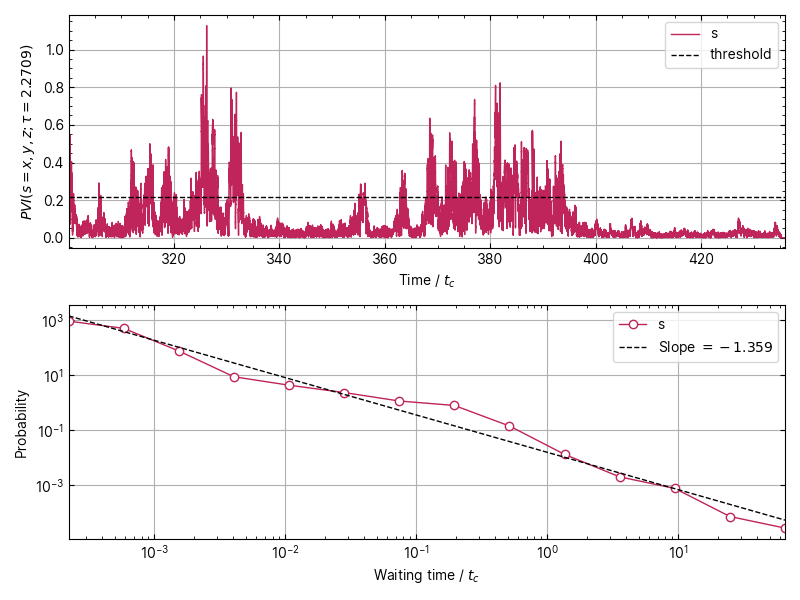 PVI(s = x, y, z; τ = 2.2709)
1.0
0.8
0.6
0.4
0.2
0.0
s
threshold
320
340
360
380
400
420
Time / t_c
Probability
10^3
10^1
10^−1
10^−3
s
Slope = −1.359
10^−3
10^−2
10^−1
10^0
10^1
Waiting time / t_c